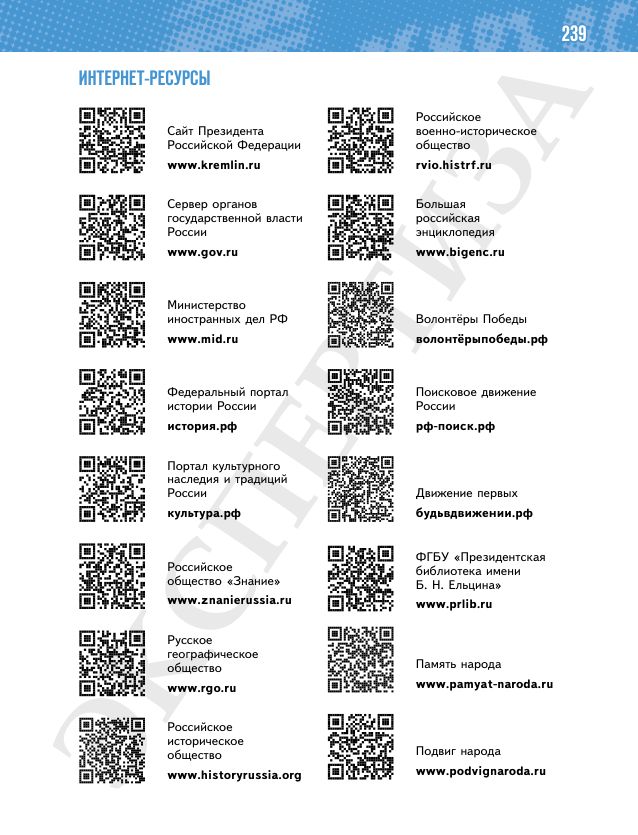 239
ИНТЕРНЕТ-РЕСУРСЫ
Сайт Президента
Российской Федерации
www.kremlin.ru
Сервер органов
государственной власти
России
www.gov.ru
Министерство
иностранных дел РФ
www.mid.ru
Федеральный портал
истории России
история.рф
Портал культурного
наследия и традиций
России
культура.рф
Российское
общество «Знание»
www.znanierussia.ru
Русское
географическое
общество
www.rgo.ru
Российское
историческое
общество
www.historyrussia.org
Российское
военно-историческое
общество
rvio.histrf.ru
Большая
российская
энциклопедия
www.bigenc.ru
Волонтёры Победы
волонтёрыпобеды.рф
Поисковое движение
России
рф-поиск.рф
Движение первых
будьвдвижении.рф
ФГБУ «Президентская
библиотека имени
Б. Н. Ельцина»
www.prlib.ru
Память народа
www.pamyat-naroda.ru
Подвиг народа
www.podvignaroda.ru
ЭКСПЕРТИЗА